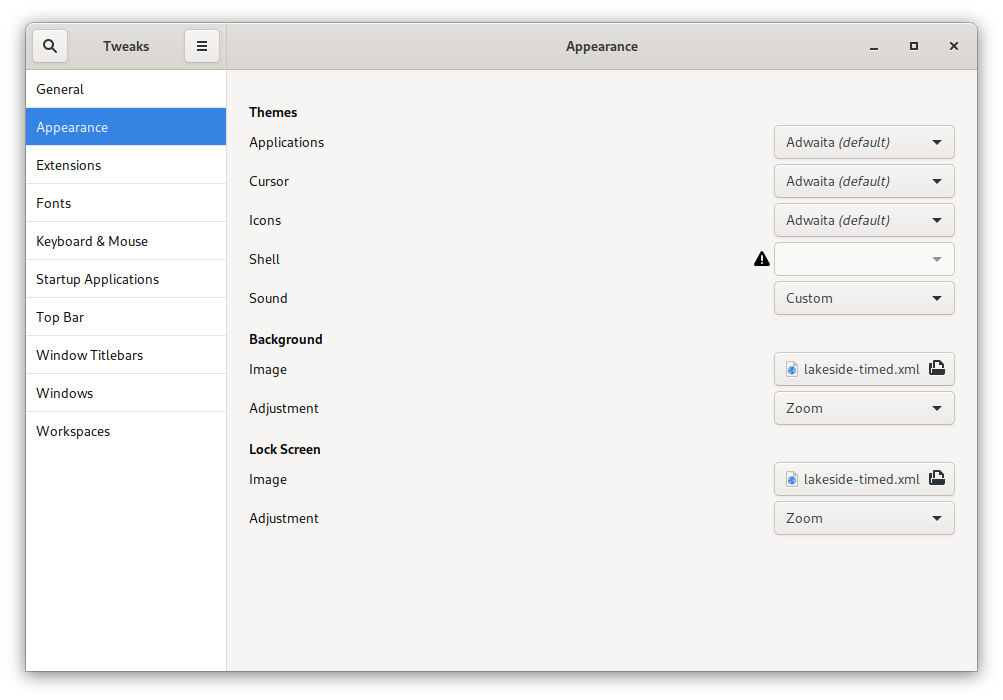 Tweaks
Appearance
General
Appearance
Extensions
Fonts
Keyboard & Mouse
Startup Applications
Top Bar
Window Titlebars
Windows
Workspaces
Themes
Applications Adwaita (default)
Cursor Adwaita (default)
Icons Adwaita (default)
Shell
Sound Custom
Background
Image lakeside-timed.xml
Adjustment Zoom
Lock Screen
Image lakeside-timed.xml
Adjustment Zoom